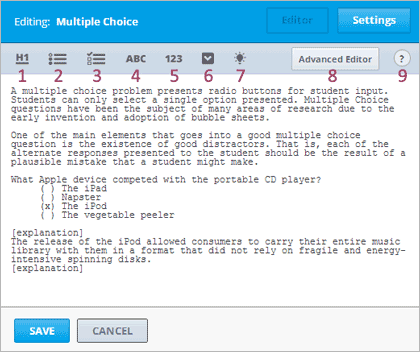 Editing: Multiple Choice Editor Settings
H1 ABC 123 Advanced Editor ?
1 2 3 4 5 6 7 8 9
A multiple choice problem presents radio buttons for student input.
Students can only select a single option presented. Multiple Choice
questions have been the subject of many areas of research due to the
early invention and adoption of bubble sheets.
One of the main elements that goes into a good multiple choice
question is the existence of good distractors. That is, each of the
alternate responses presented to the student should be the result of a
plausible mistake that a student might make.
What Apple device competed with the portable CD player?
( ) The iPad
( ) Napster
(x) The iPod
( ) The vegetable peeler
[explanation]
The release of the iPod allowed consumers to carry their entire music
library with them in a format that did not rely on fragile and energy-
intensive spinning disks.
[explanation]
SAVE CANCEL